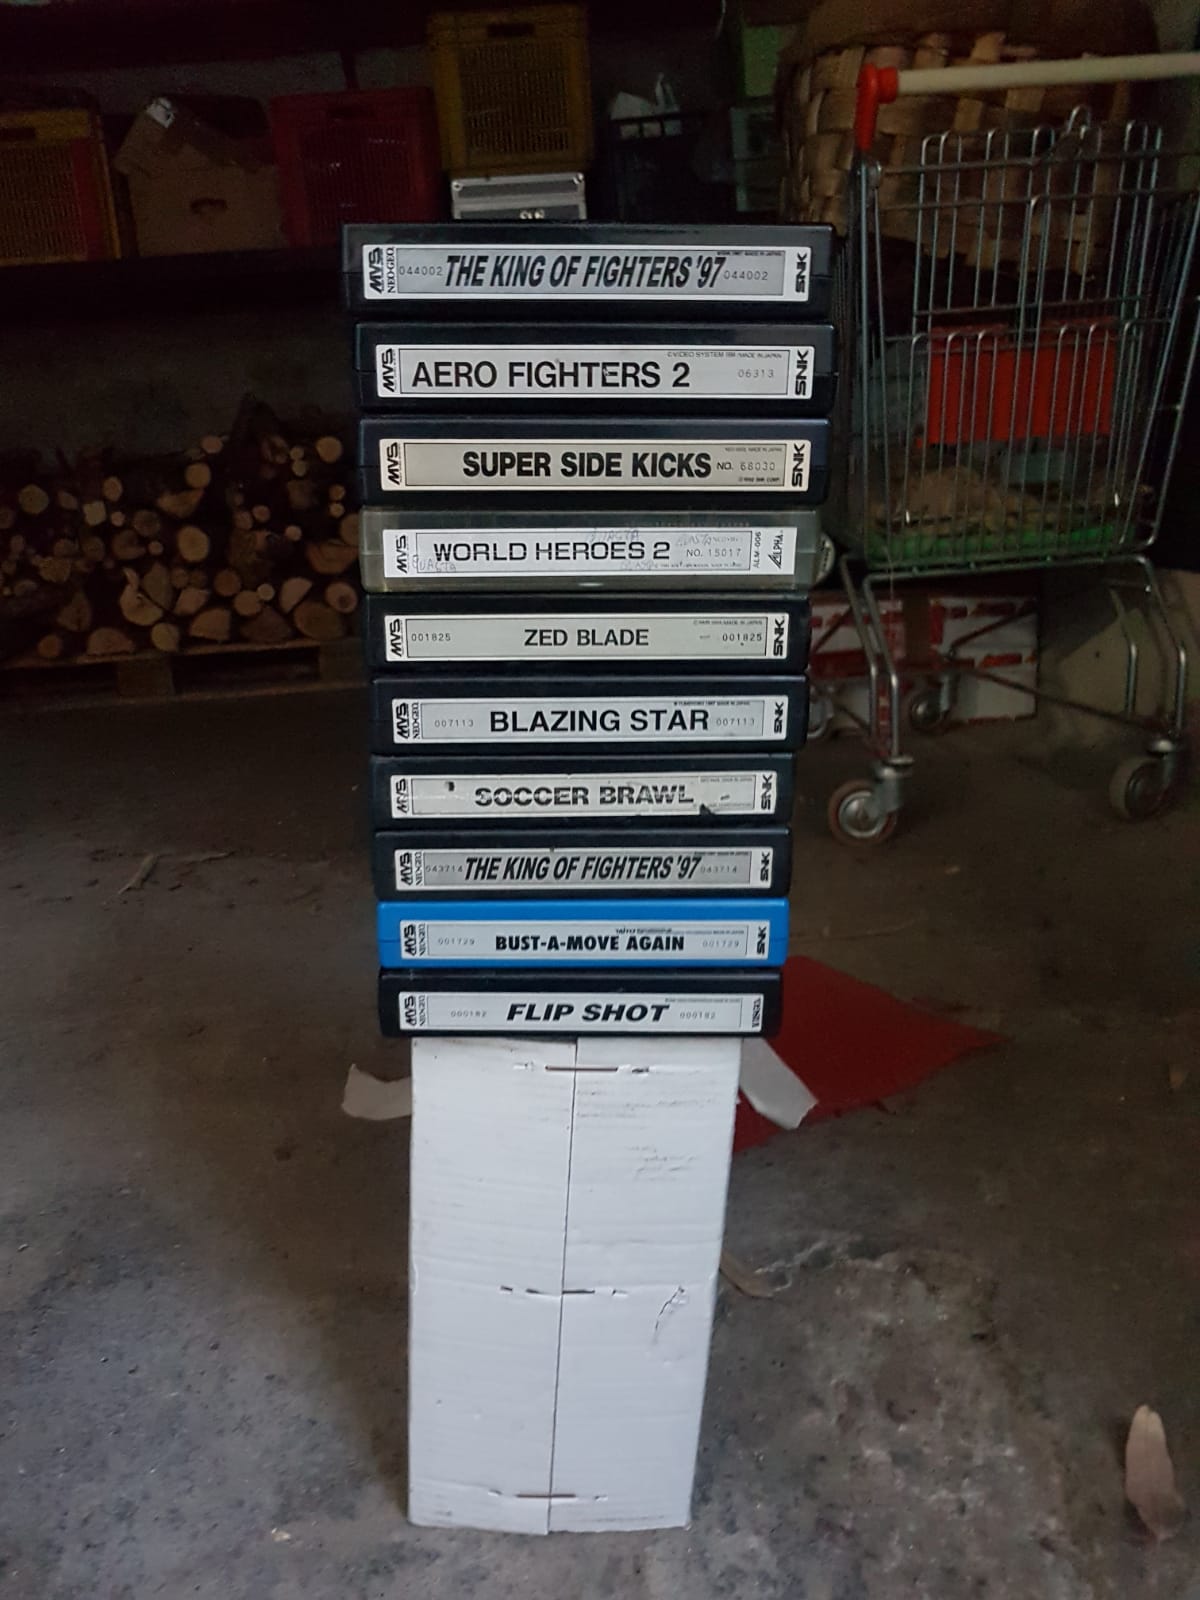 MVS NEO•GEO 044002 THE KING OF FIGHTERS '97 044002 SNK
MVS AERO FIGHTERS 2 06313 SNK
MVS SUPER SIDE KICKS NO. 68030 SNK
MVS WORLD HEROES 2 NO. 15017 ALM-006 ALPHA
GUASTA
MVS 001825 ZED BLADE 001825 SNK
MVS NEO•GEO 007113 BLAZING STAR 007113 SNK
MVS SOCCER BRAWL SNK
MVS NEO•GEO 043714 THE KING OF FIGHTERS '97 043714 SNK
MVS NEO•GEO 001729 BUST-A-MOVE AGAIN 001729 SNK
MVS NEO•GEO 000182 FLIP SHOT 000182